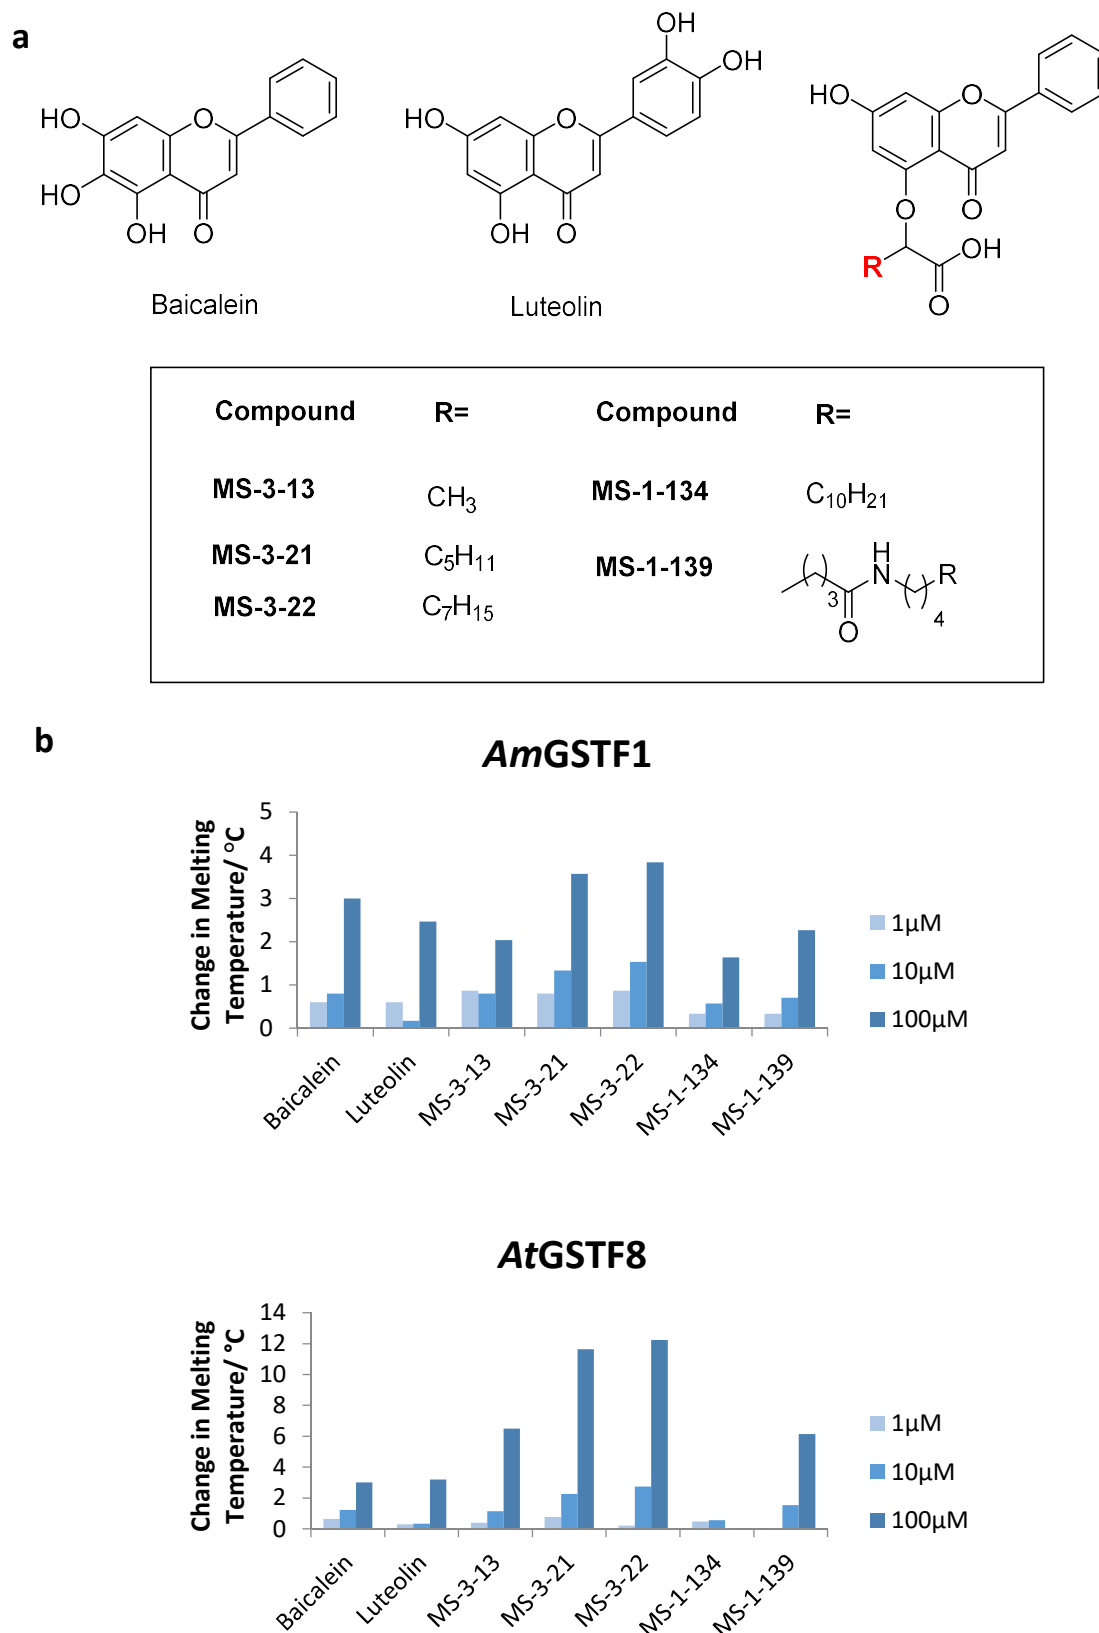 a
OH
OH
HO
HO
OH
O
O
Baicalein
HO
O
OH
O
Luteolin
HO
O
O
O
R
OH
O
Compound R= Compound R=
MS-3-13 CH3 MS-1-134 C10H21
MS-3-21 C5H11 MS-1-139
MS-3-22 C7H15
H
N
R
3
4
O
b
AmGSTF1
Change in Melting
Temperature/ °C
5
4
3
2
1
0
Baicalein
Luteolin
MS-3-13
MS-3-21
MS-3-22
MS-1-134
MS-1-139
1µM
10µM
100µM
AtGSTF8
Change in Melting
Temperature/ °C
14
12
10
8
6
4
2
0
Baicalein
Luteolin
MS-3-13
MS-3-21
MS-3-22
MS-1-134
MS-1-139
1µM
10µM
100µM